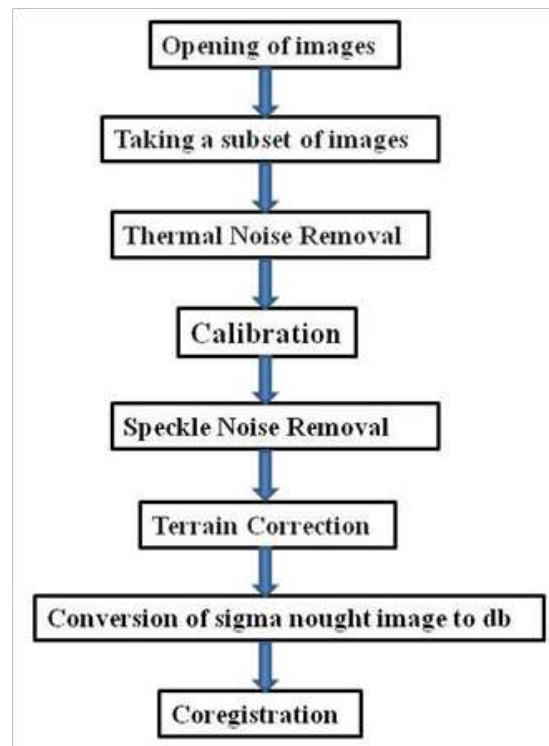 Opening of images
Taking a subset of images
Thermal Noise Removal
Calibration
Speckle Noise Removal
Terrain Correction
Conversion of sigma nought image to db
Coregistration